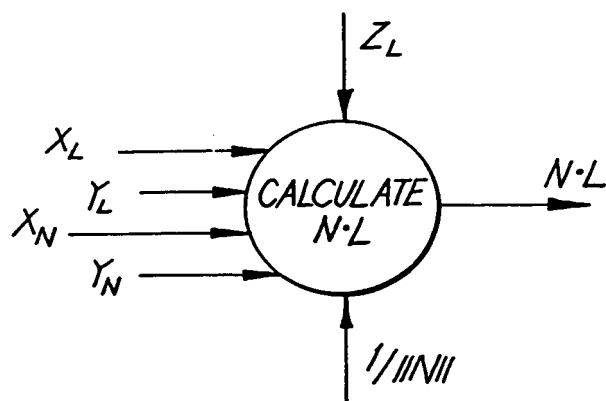 Z_L
X_L
Y_L
X_N
Y_N
CALCULATE
N·L
N·L
1/||N||